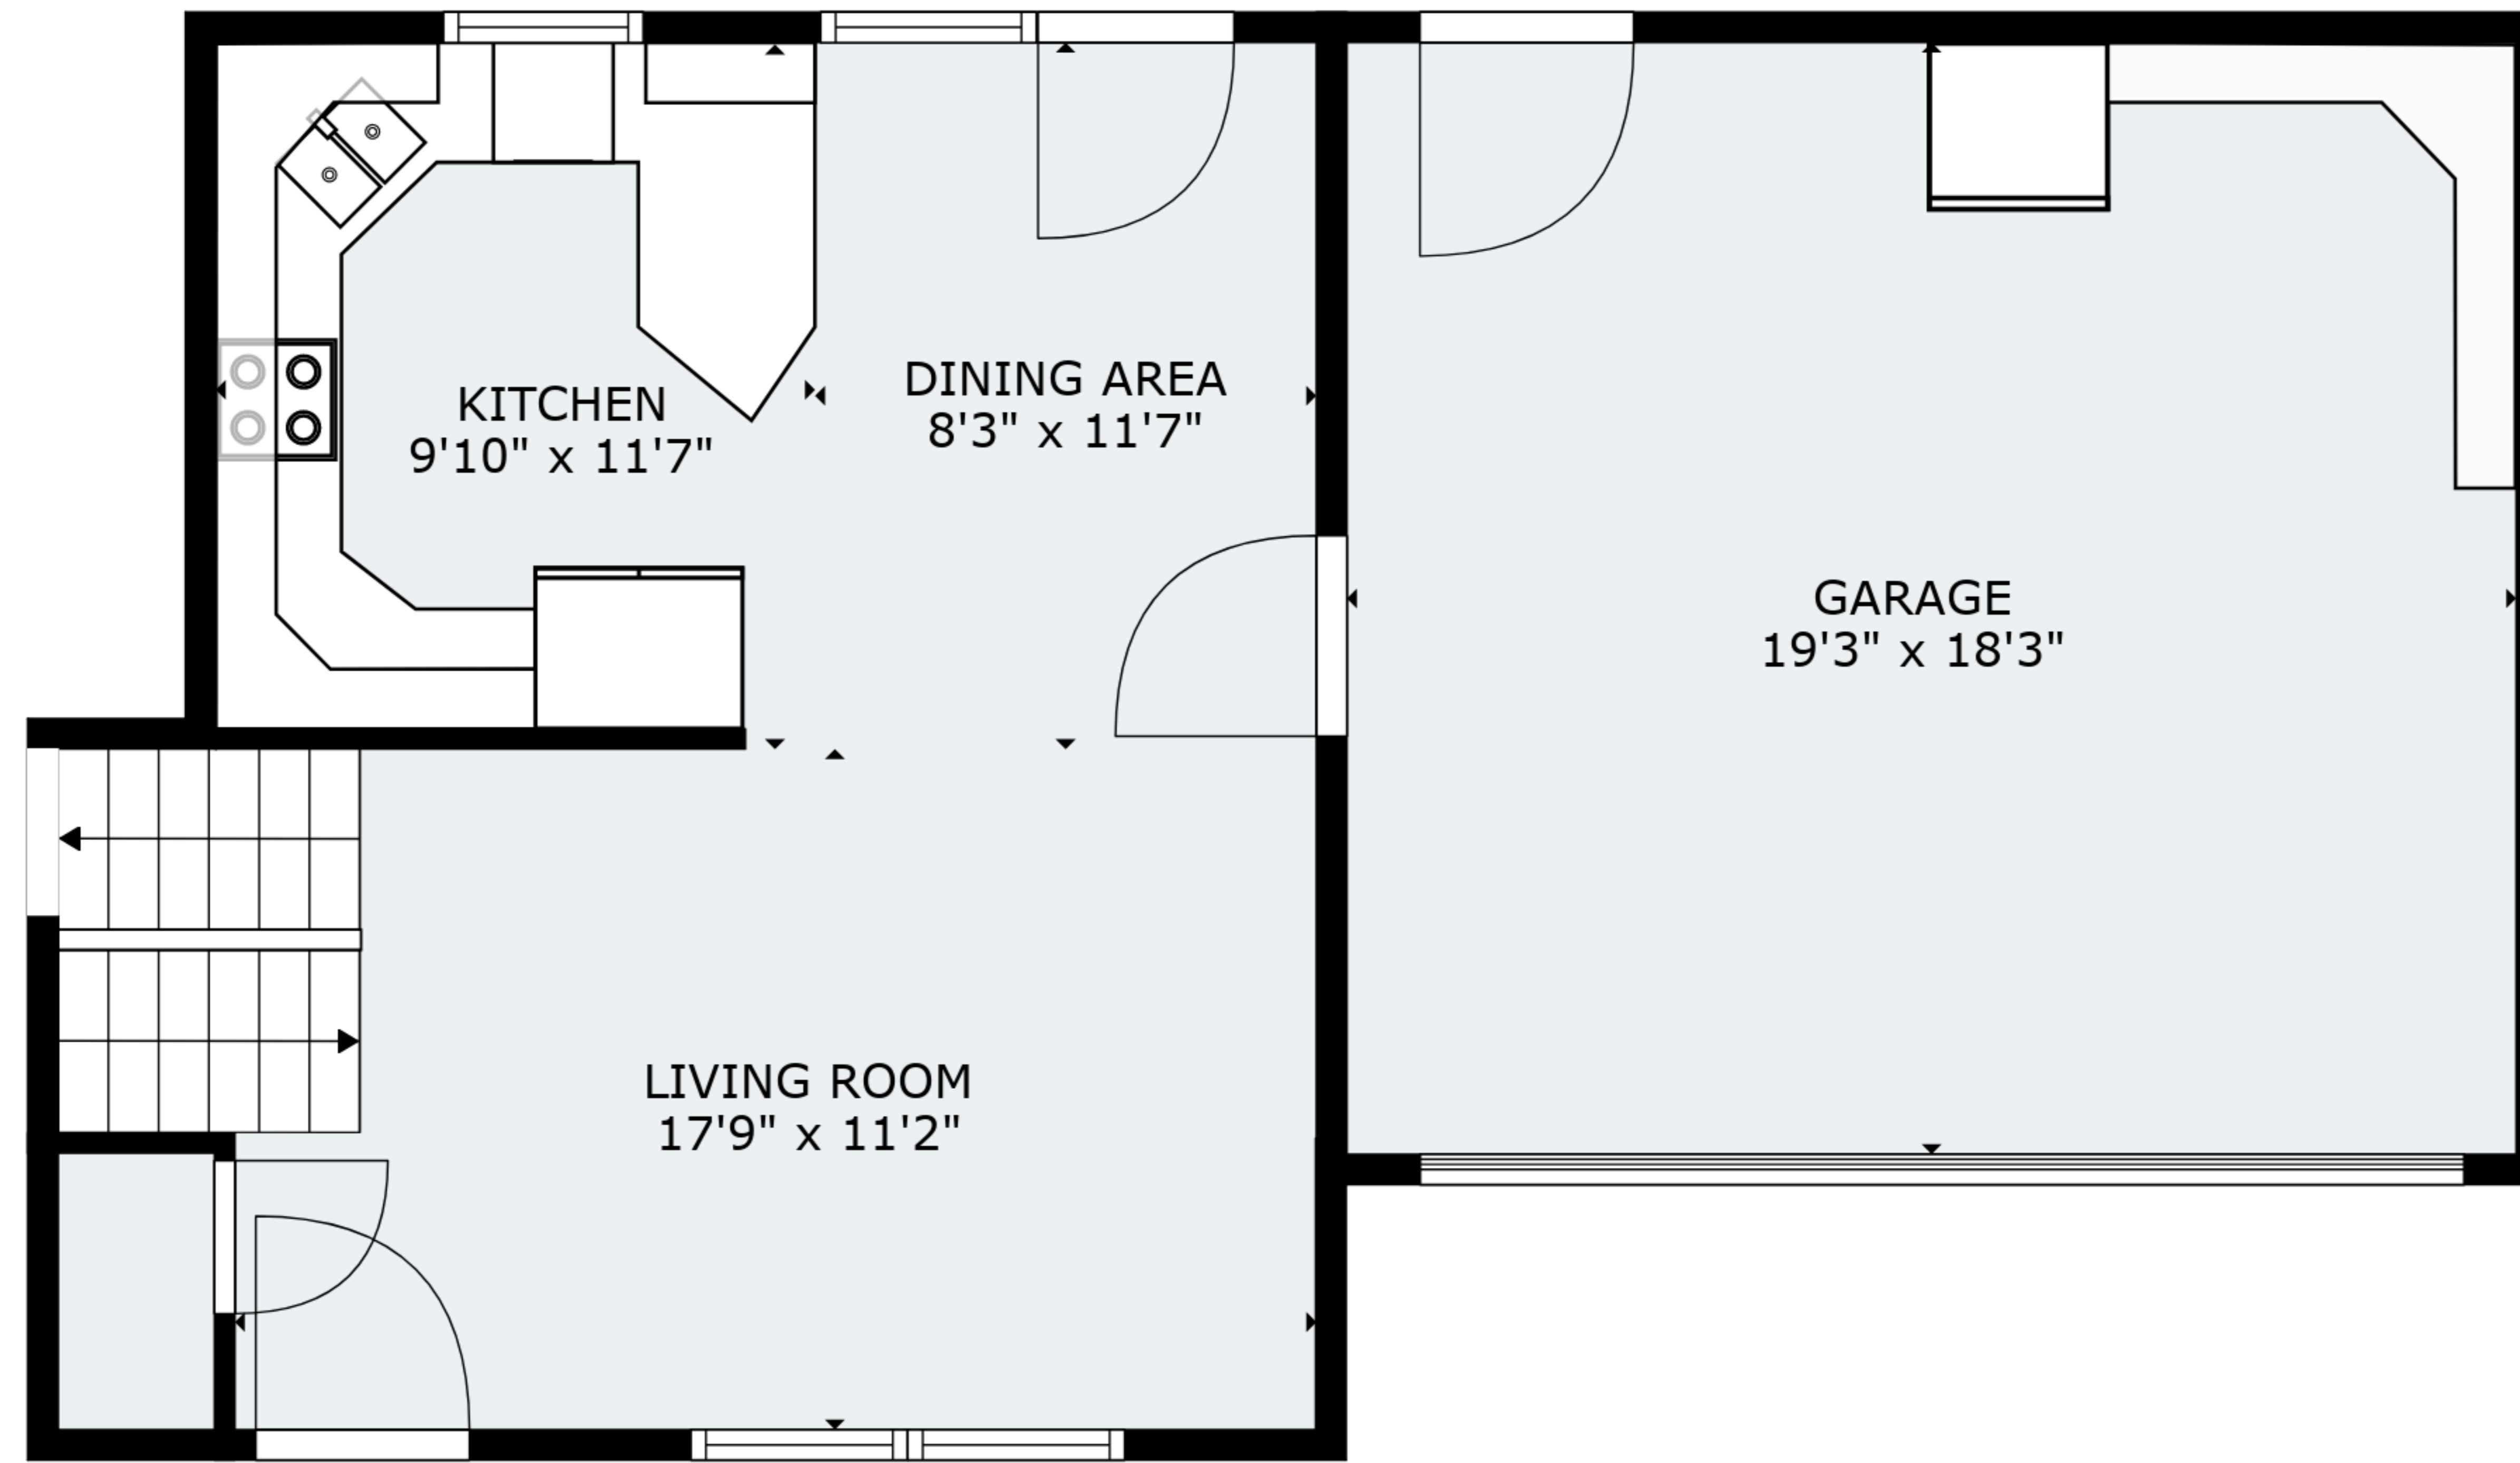 KITCHEN
9'10" x 11'7"
DINING AREA
8'3" x 11'7"
GARAGE
19'3" x 18'3"
LIVING ROOM
17'9" x 11'2"